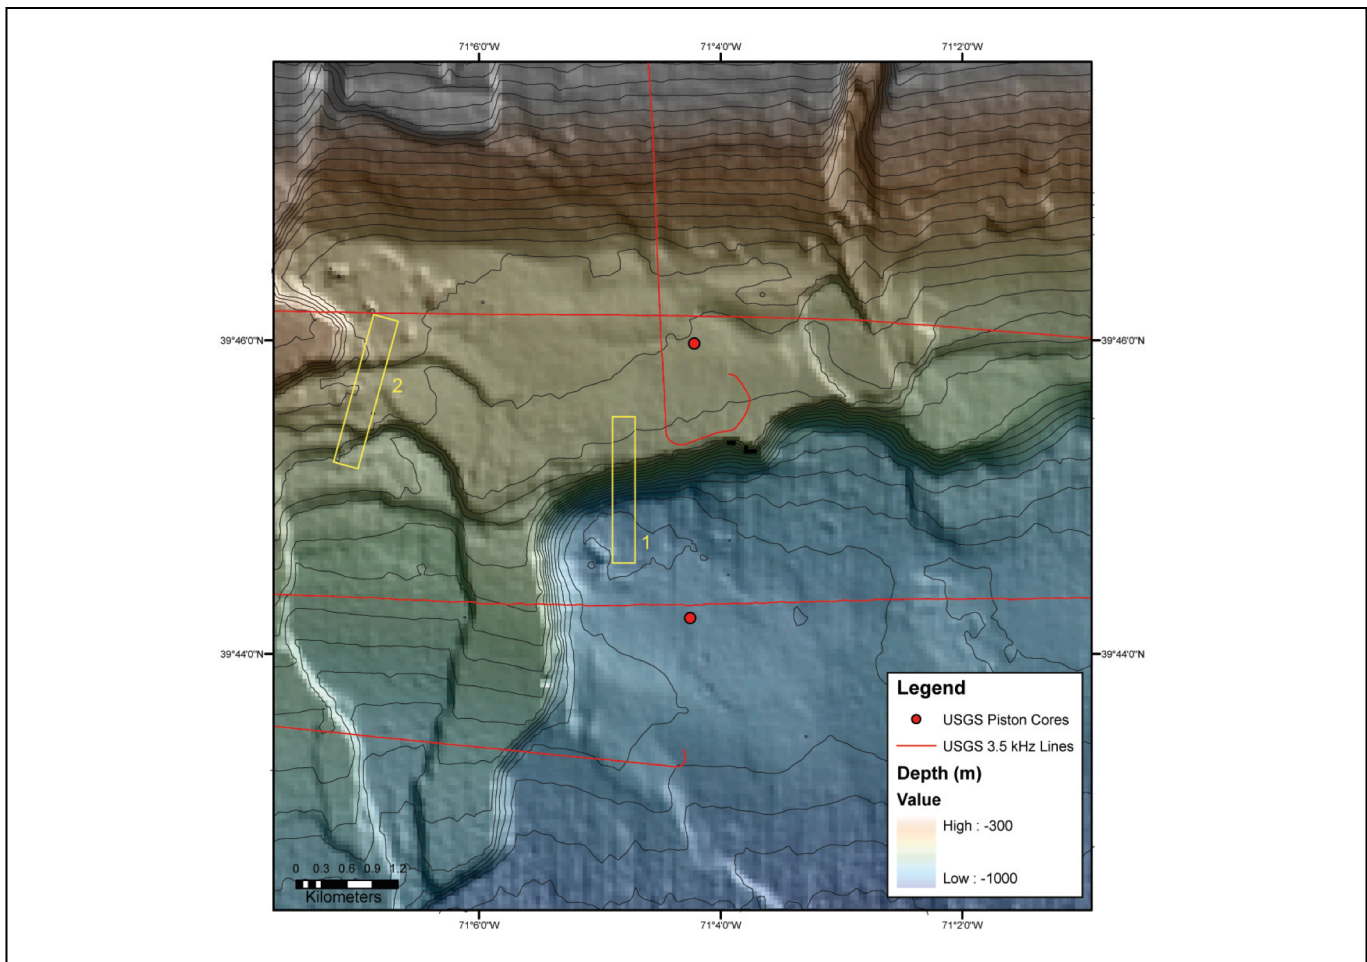 71°6'0"W 71°4'0"W 71°2'0"W
39°46'0"N 39°46'0"N
2
1
39°44'0"N 39°44'0"N
Legend
USGS Piston Cores
USGS 3.5 kHz Lines
Depth (m)
Value
High : -300
Low : -1000
0 0.3 0.6 0.9 1.2
Kilometers
71°6'0"W 71°4'0"W 71°2'0"W